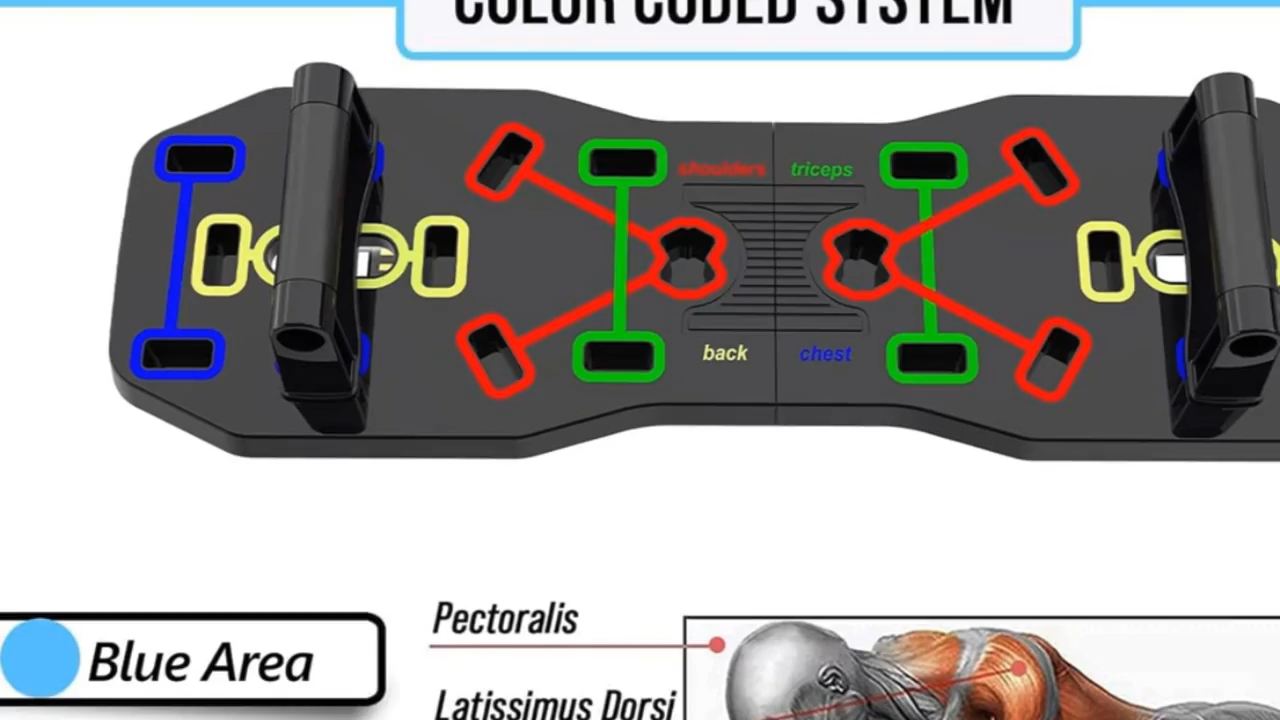 COLOR CODED SYSTEM
shoulders triceps
back chest
Blue Area
Pectoralis
Latissimus Dorsi